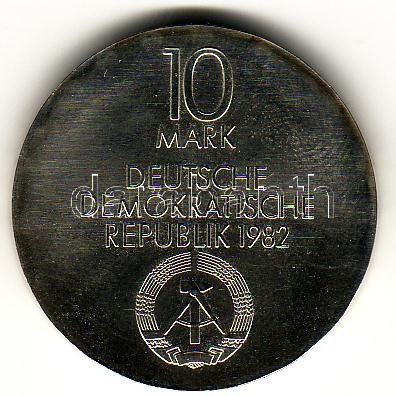 10
MARK
DEUTSCHE
DEMOKRATISCHE
REPUBLIK 1982